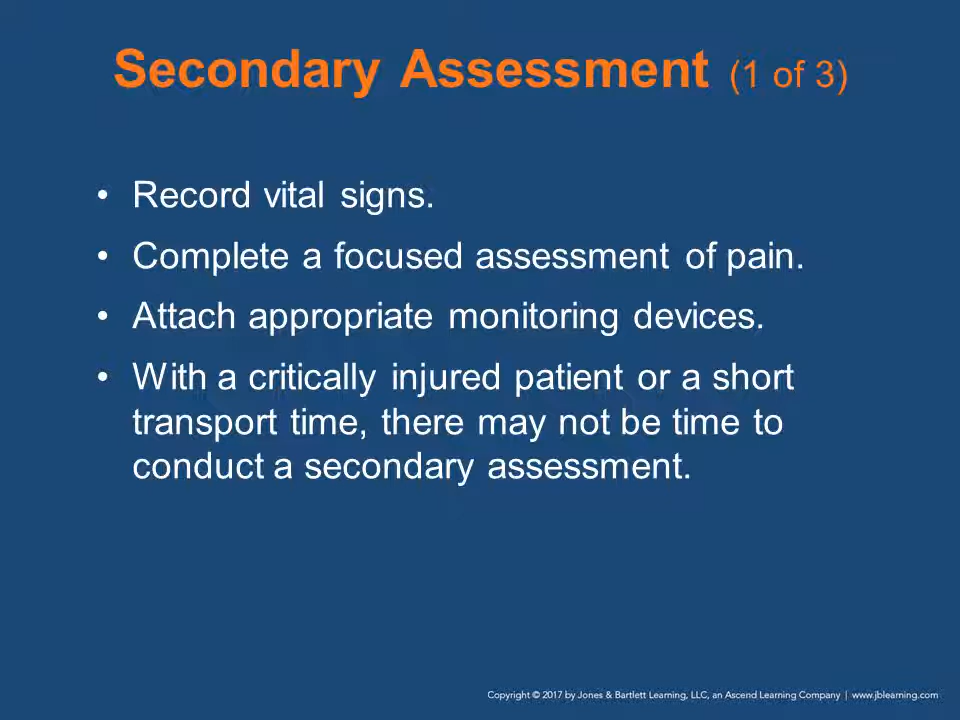 Secondary Assessment (1 of 3)
• Record vital signs.
• Complete a focused assessment of pain.
• Attach appropriate monitoring devices.
• With a critically injured patient or a short
transport time, there may not be time to
conduct a secondary assessment.
Copyright © 2017 by Jones & Bartlett Learning, LLC, an Ascend Learning Company | www.jblearning.com